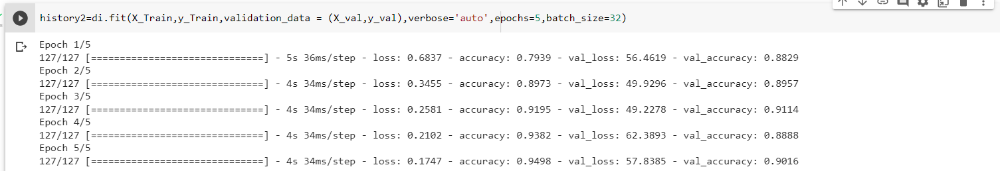 history2=di.fit(X_Train,y_Train,validation_data = (X_val,y_val),verbose='auto',epochs=5,batch_size=32)
Epoch 1/5
127/127 [==============================] - 5s 36ms/step - loss: 0.6837 - accuracy: 0.7939 - val_loss: 56.4619 - val_accuracy: 0.8829
Epoch 2/5
127/127 [==============================] - 4s 34ms/step - loss: 0.3455 - accuracy: 0.8973 - val_loss: 49.9296 - val_accuracy: 0.8957
Epoch 3/5
127/127 [==============================] - 4s 34ms/step - loss: 0.2581 - accuracy: 0.9195 - val_loss: 49.2278 - val_accuracy: 0.9114
Epoch 4/5
127/127 [==============================] - 4s 34ms/step - loss: 0.2102 - accuracy: 0.9382 - val_loss: 62.3893 - val_accuracy: 0.8888
Epoch 5/5
127/127 [==============================] - 4s 34ms/step - loss: 0.1747 - accuracy: 0.9498 - val_loss: 57.8385 - val_accuracy: 0.9016